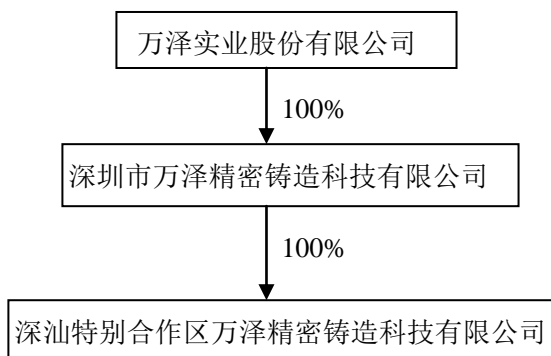 万泽实业股份有限公司
100%
深圳市万泽精密铸造科技有限公司
100%
深汕特别合作区万泽精密铸造科技有限公司